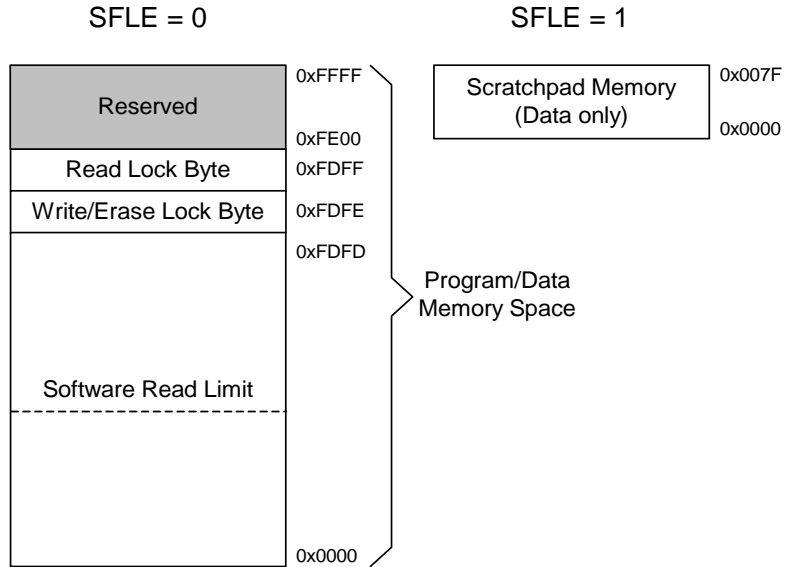 SFLE = 0
SFLE = 1
Reserved
0xFFFF
0xFE00
Read Lock Byte
0xFDFF
Write/Erase Lock Byte
0xFDFE
0xFDFD
Software Read Limit
0x0000
Program/Data
Memory Space
Scratchpad Memory
(Data only)
0x007F
0x0000